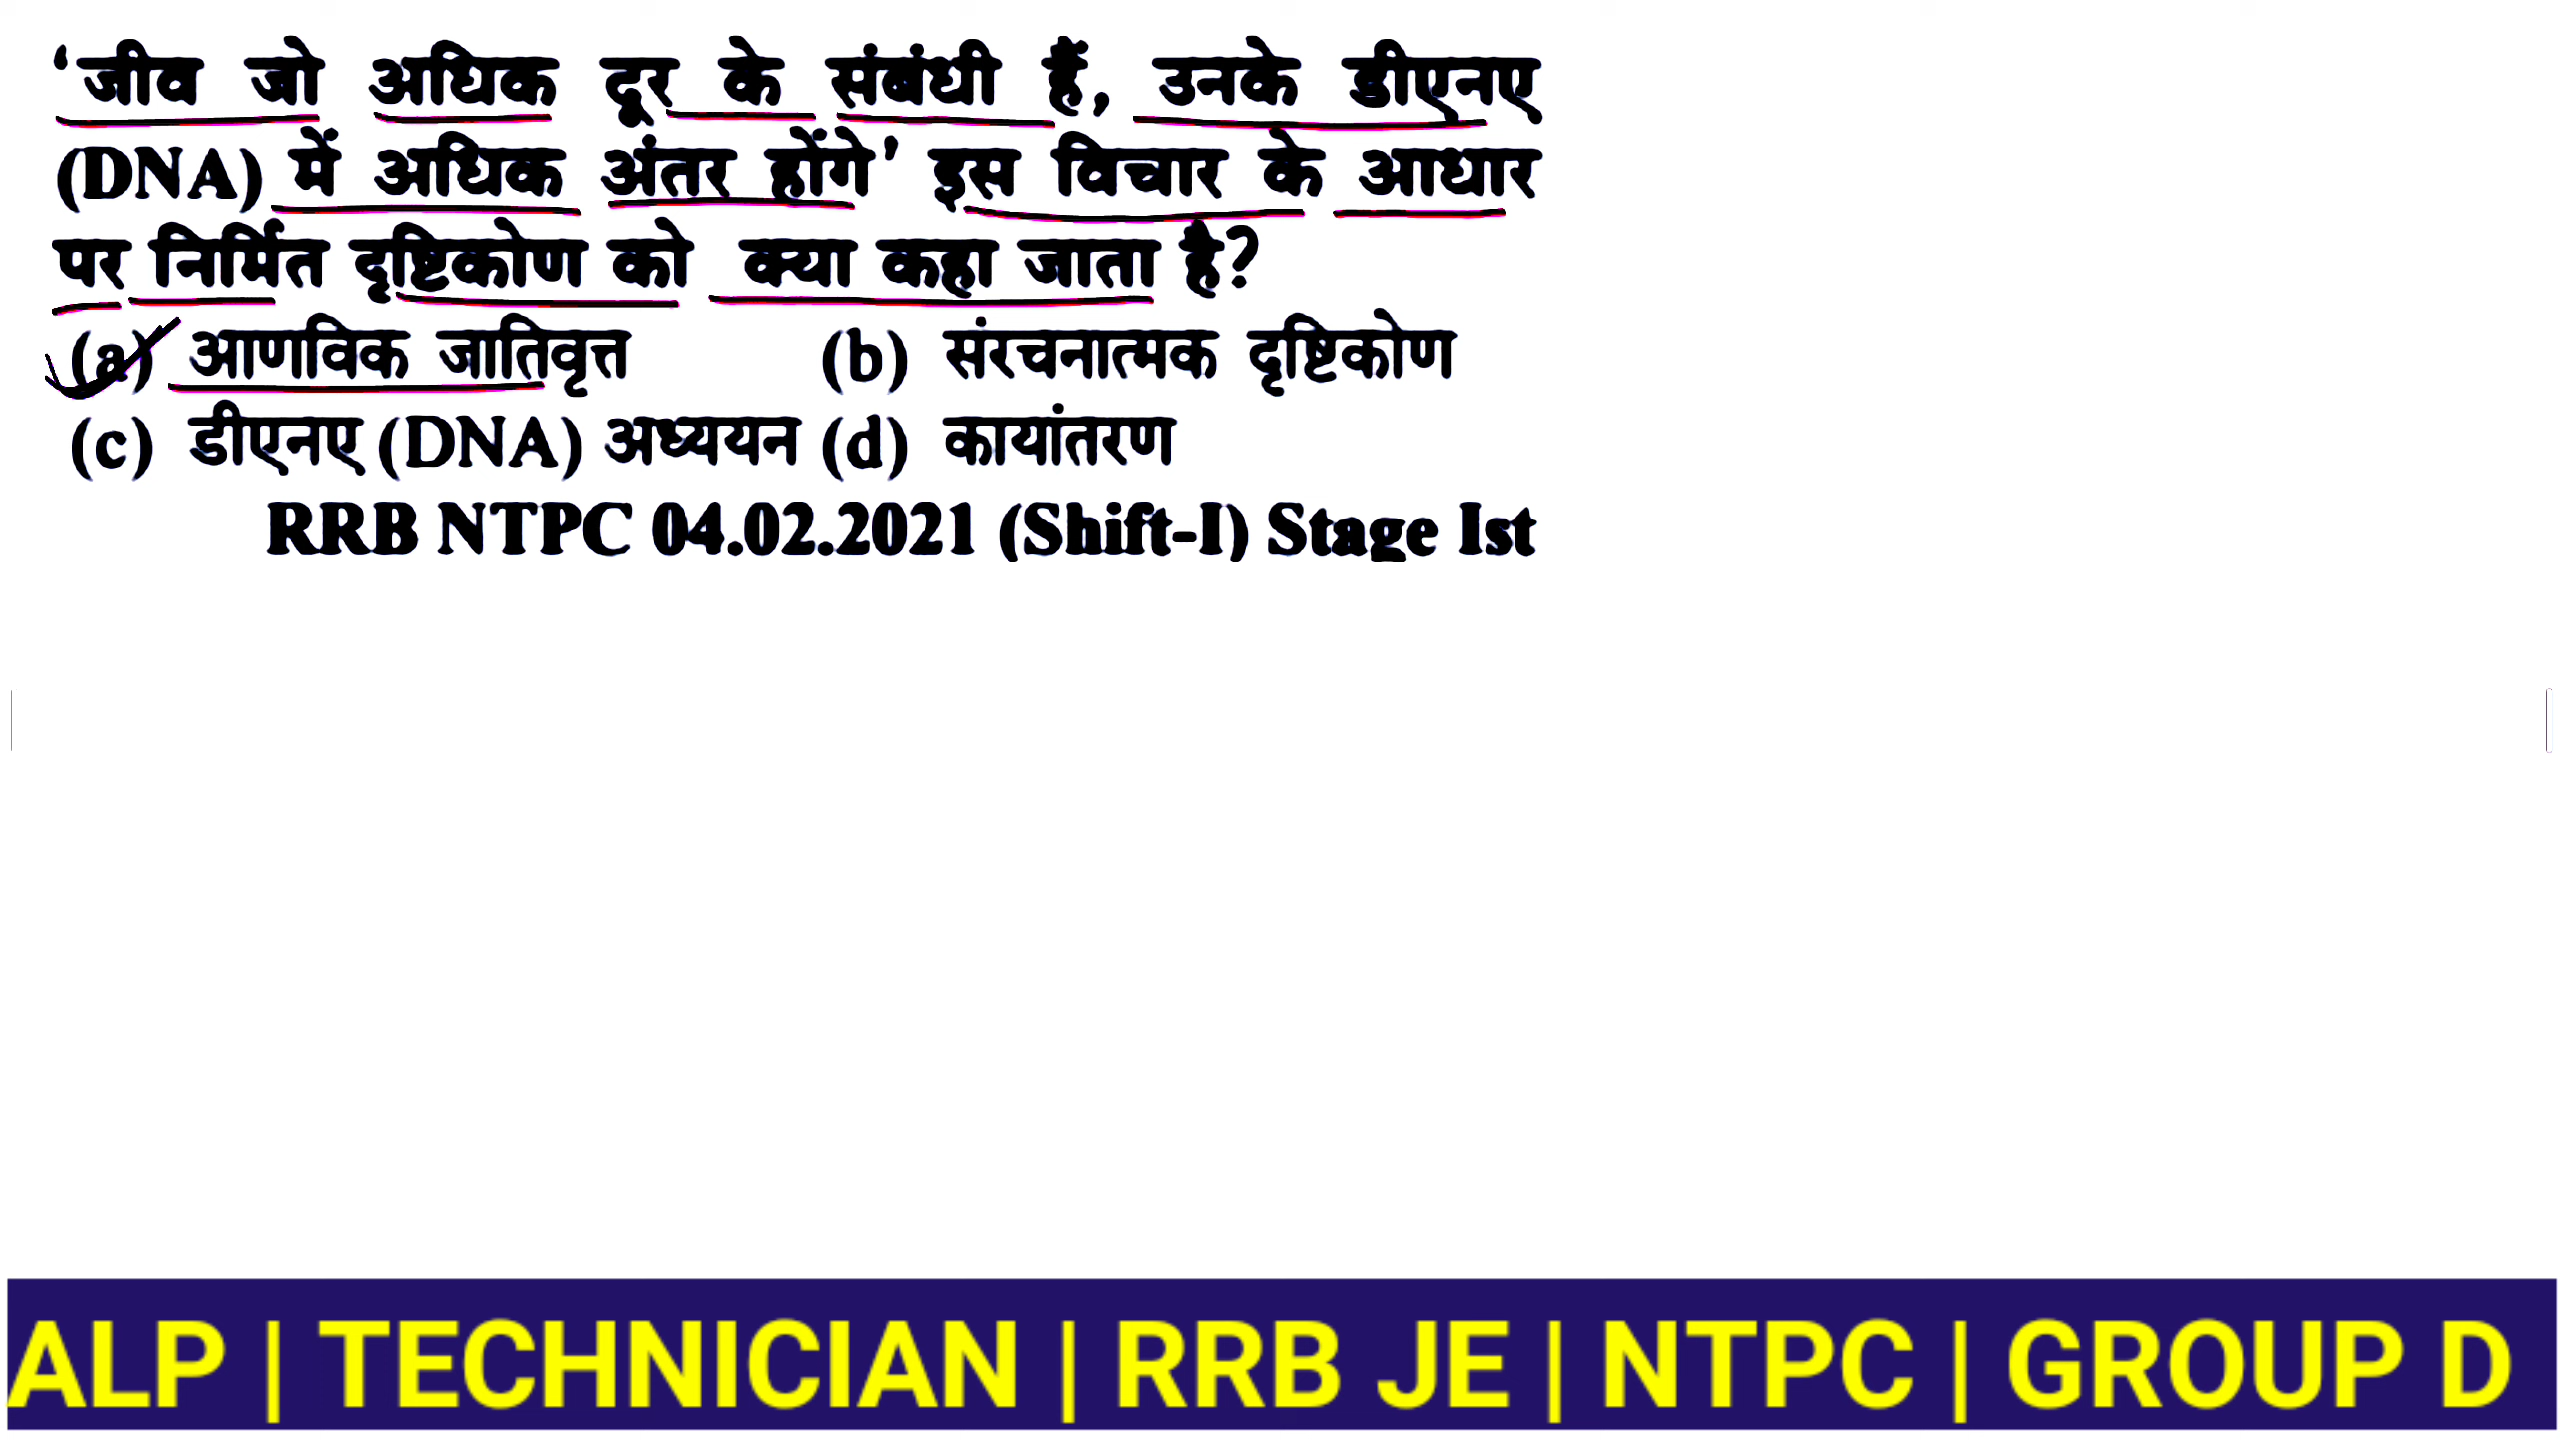 ‘जीव जो अधिक दूर के संबंधी हैं, उनके डीएनए
(DNA) में अधिक अंतर होंगे’ इस विचार के आधार
पर निर्मित दृष्टिकोण को क्या कहा जाता है?
(a) आणविक जातिवृत्त (b) संरचनात्मक दृष्टिकोण
(c) डीएनए (DNA) अध्ययन (d) कायांतरण
RRB NTPC 04.02.2021 (Shift-I) Stage Ist
ALP | TECHNICIAN | RRB JE | NTPC | GROUP D